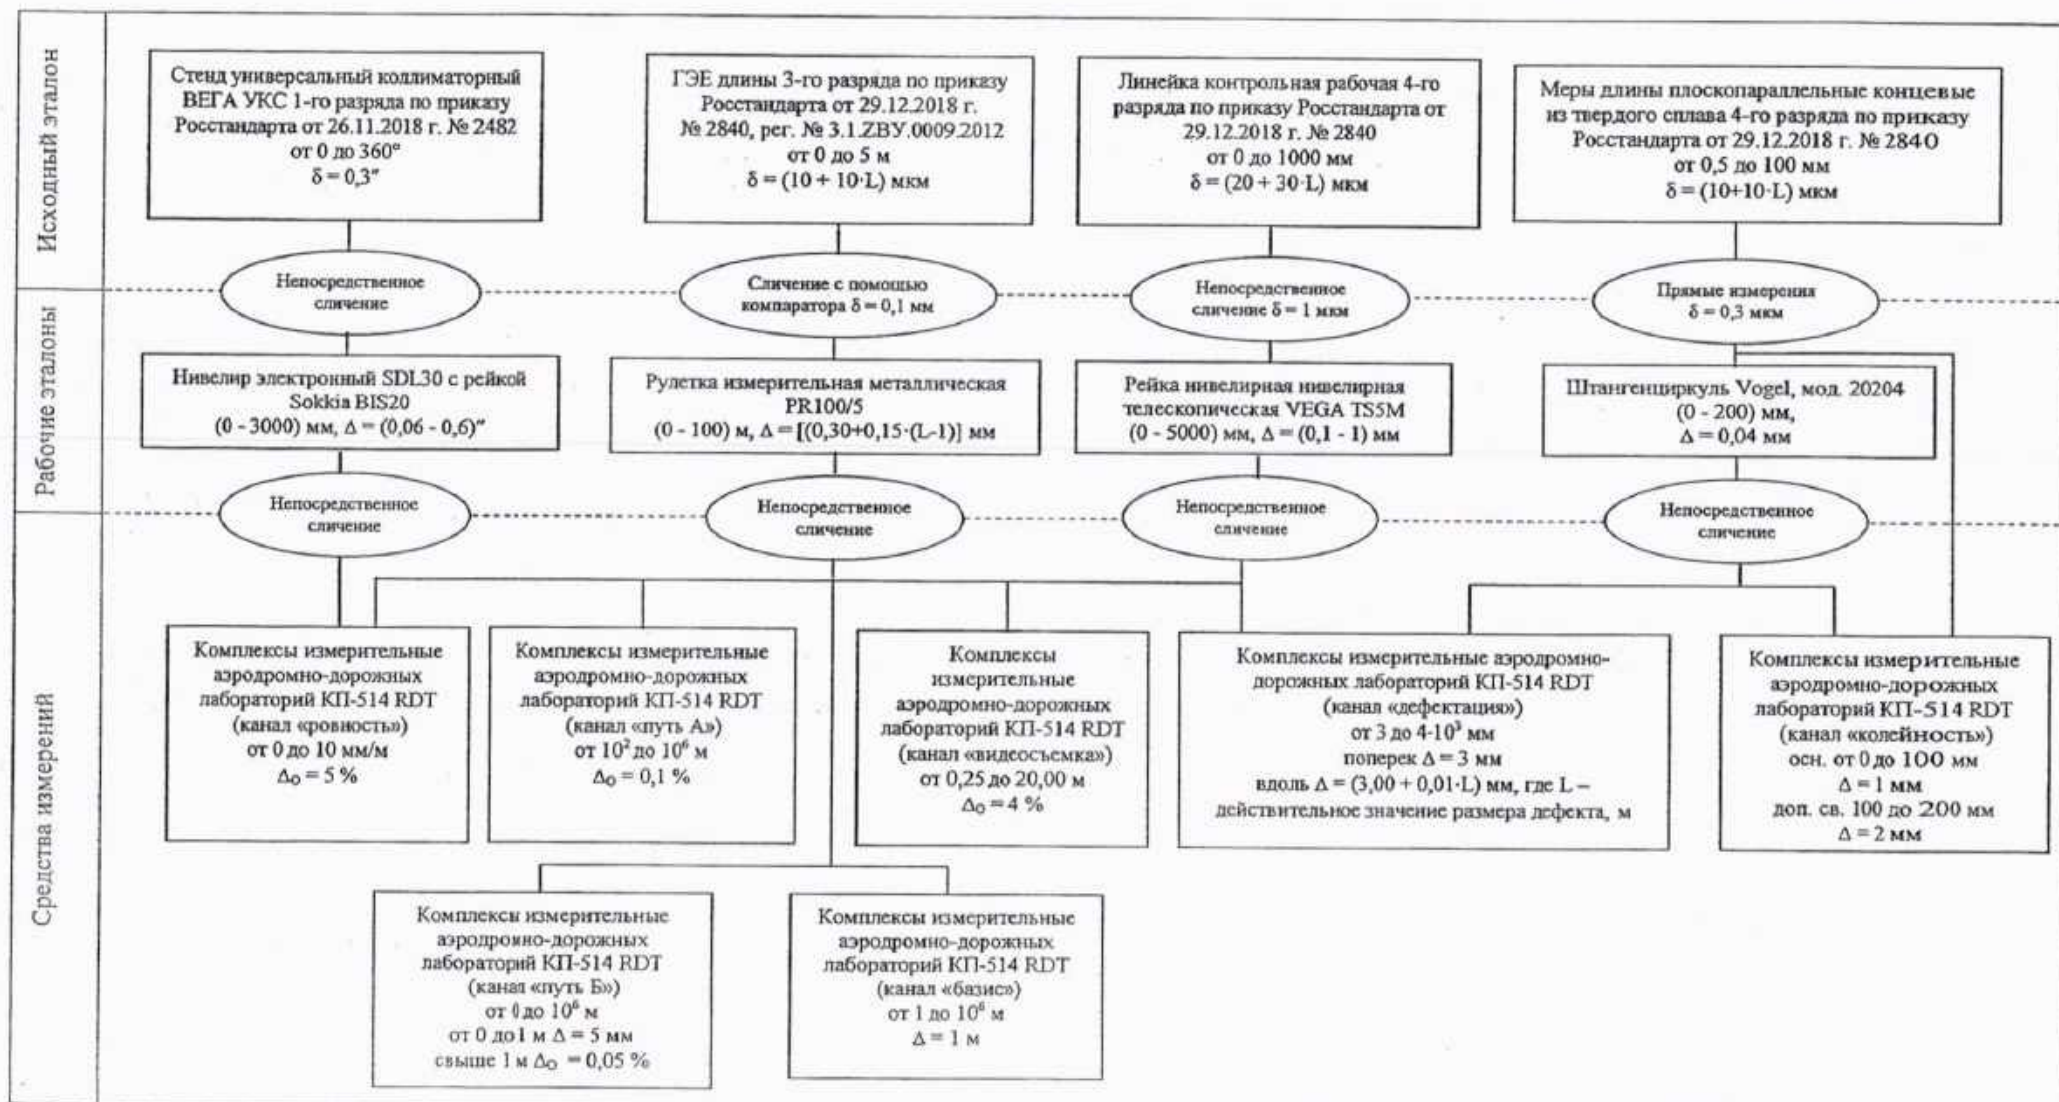 Исходный эталон
Стенд универсальный коллиматорный
ВЕГА УКС 1-го разряда по приказу
Росстандарта от 26.11.2018 г. № 2482
от 0 до 360°
δ = 0,3″
ГЭЕ длины 3-го разряда по приказу
Росстандарта от 29.12.2018 г.
№ 2840, рег. № 3.1.ZBУ.0009.2012
от 0 до 5 м
δ = (10 + 10·L) мкм
Линейка контрольная рабочая 4-го
разряда по приказу Росстандарта от
29.12.2018 г. № 2840
от 0 до 1000 мм
δ = (20 + 30·L) мкм
Меры длины плоскопараллельные концевые
из твердого сплава 4-го разряда по приказу
Росстандарта от 29.12.2018 г. № 2840
от 0,5 до 100 мм
δ = (10+10·L) мкм
Непосредственное
сличение
Сличение с помощью
компаратора δ = 0,1 мм
Непосредственное
сличение δ = 1 мкм
Прямые измерения
δ = 0,3 мкм
Рабочие эталоны
Нивелир электронный SDL30 с рейкой
Sokkia BIS20
(0 - 3000) мм, Δ = (0,06 - 0,6)″
Рулетка измерительная металлическая
PR100/5
(0 - 100) м, Δ = [(0,30+0,15·(L-1)] мм
Рейка нивелирная нивелирная
телескопическая VEGA TS5M
(0 - 5000) мм, Δ = (0,1 - 1) мм
Штангенциркуль Vogel, мод. 20204
(0 - 200) мм,
Δ = 0,04 мм
Непосредственное
сличение
Непосредственное
сличение
Непосредственное
сличение
Непосредственное
сличение
Средства измерений
Комплексы измерительные
аэродромно-дорожных
лабораторий КП-514 RDT
(канал «ровность»)
от 0 до 10 мм/м
Δo = 5 %
Комплексы измерительные
аэродромно-дорожных
лабораторий КП-514 RDT
(канал «путь А»)
от 10² до 10⁶ м
Δo = 0,1 %
Комплексы
измерительные
аэродромно-дорожных
лабораторий КП-514 RDT
(канал «видеосъемка»)
от 0,25 до 20,00 м
Δo = 4 %
Комплексы измерительные аэродромно-
дорожных лабораторий КП-514 RDT
(канал «дефектация»)
от 3 до 4·10³ мм
поперек Δ = 3 мм
вдоль Δ = (3,00 + 0,01·L) мм, где L –
действительное значение размера дефекта, м
Комплексы измерительные
аэродромно-дорожных
лабораторий КП-514 RDT
(канал «колейность»)
осн. от 0 до 100 мм
Δ = 1 мм
доп. св. 100 до 200 мм
Δ = 2 мм
Комплексы измерительные
аэродромно-дорожных
лабораторий КП-514 RDT
(канал «путь Б»)
от 0 до 10⁶ м
от 0 до 1 м Δ = 5 мм
свыше 1 м Δo = 0,05 %
Комплексы измерительные
аэродромно-дорожных
лабораторий КП-514 RDT
(канал «базис»)
от 1 до 10⁶ м
Δ = 1 м